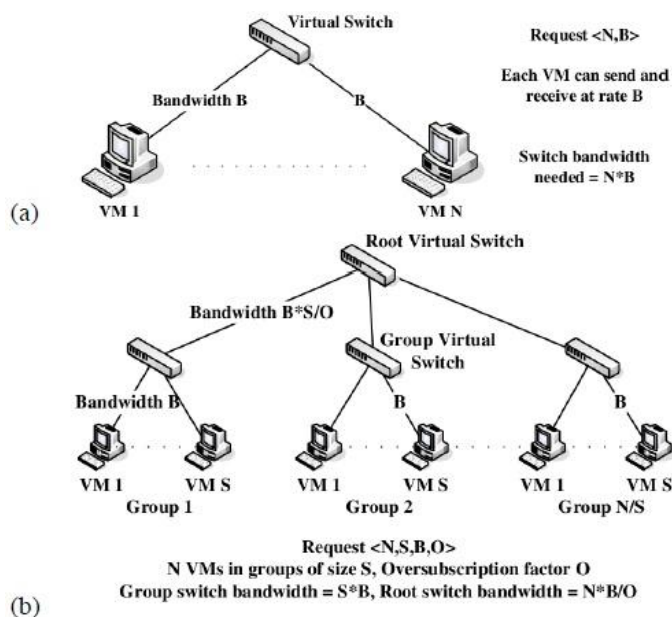 Virtual Switch
Request <N,B>
Each VM can send and
receive at rate B
Bandwidth B
B
Switch bandwidth
needed = N*B
VM 1
VM N
(a)
Root Virtual Switch
Bandwidth B*S/O
Group Virtual
Switch
Bandwidth B
B
B
VM 1
VM S
VM 1
VM S
VM 1
VM S
Group 1
Group 2
Group N/S
Request <N,S,B,O>
N VMs in groups of size S, Oversubscription factor O
Group switch bandwidth = S*B, Root switch bandwidth = N*B/O
(b)